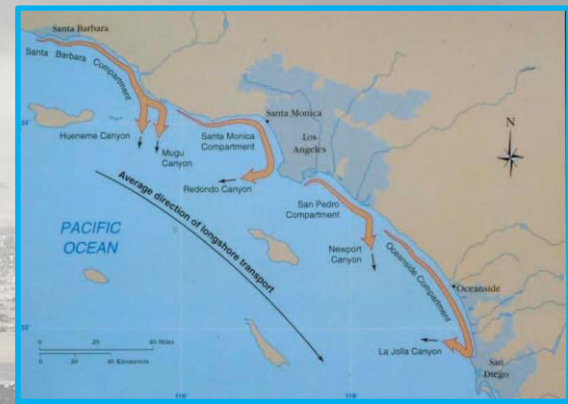 Santa Barbara
Santa Barbara Compartment
Hueneme Canyon
Mugu
Canyon
Santa Monica
Compartment
Santa Monica
Los
Angeles
Redondo Canyon
San Pedro
Compartment
Newport
Canyon
Oceanside Compartment
Oceanside
La Jolla Canyon
San
Diego
Average direction of longshore transport
PACIFIC
OCEAN
N
0 20 40 Miles
0 20 40 Kilometers